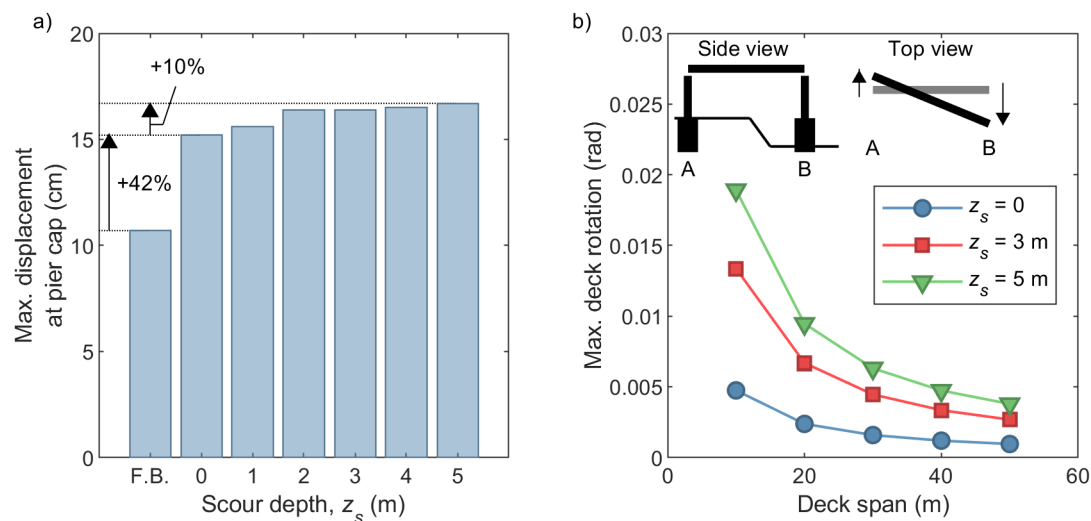 a)
20
15
10
5
0
Max. displacement
at pier cap (cm)
+10%
+42%
F.B. 0 1 2 3 4 5
Scour depth, z_s (m)
b)
0.03
0.025
0.02
0.015
0.01
0.005
0
Max. deck rotation (rad)
Side view
Top view
A
B
A
B
z_s = 0
z_s = 3 m
z_s = 5 m
0 20 40 60
Deck span (m)